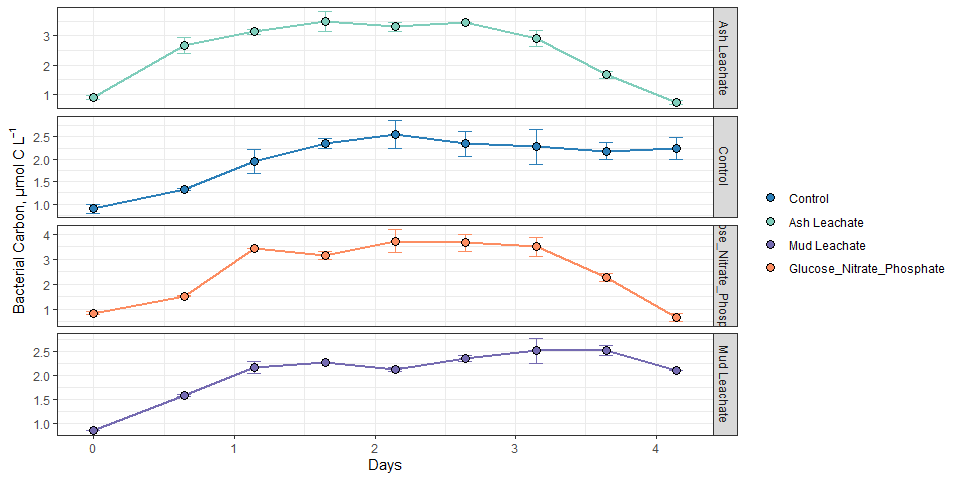 Bacterial Carbon, µmol C L⁻¹
3
2
1
Ash Leachate
2.5
2.0
1.5
1.0
Control
4
3
2
1
ose_Nitrate_Phosp
2.5
2.0
1.5
1.0
Mud Leachate
0
1
2
3
4
Days
Control
Ash Leachate
Mud Leachate
Glucose_Nitrate_Phosphate